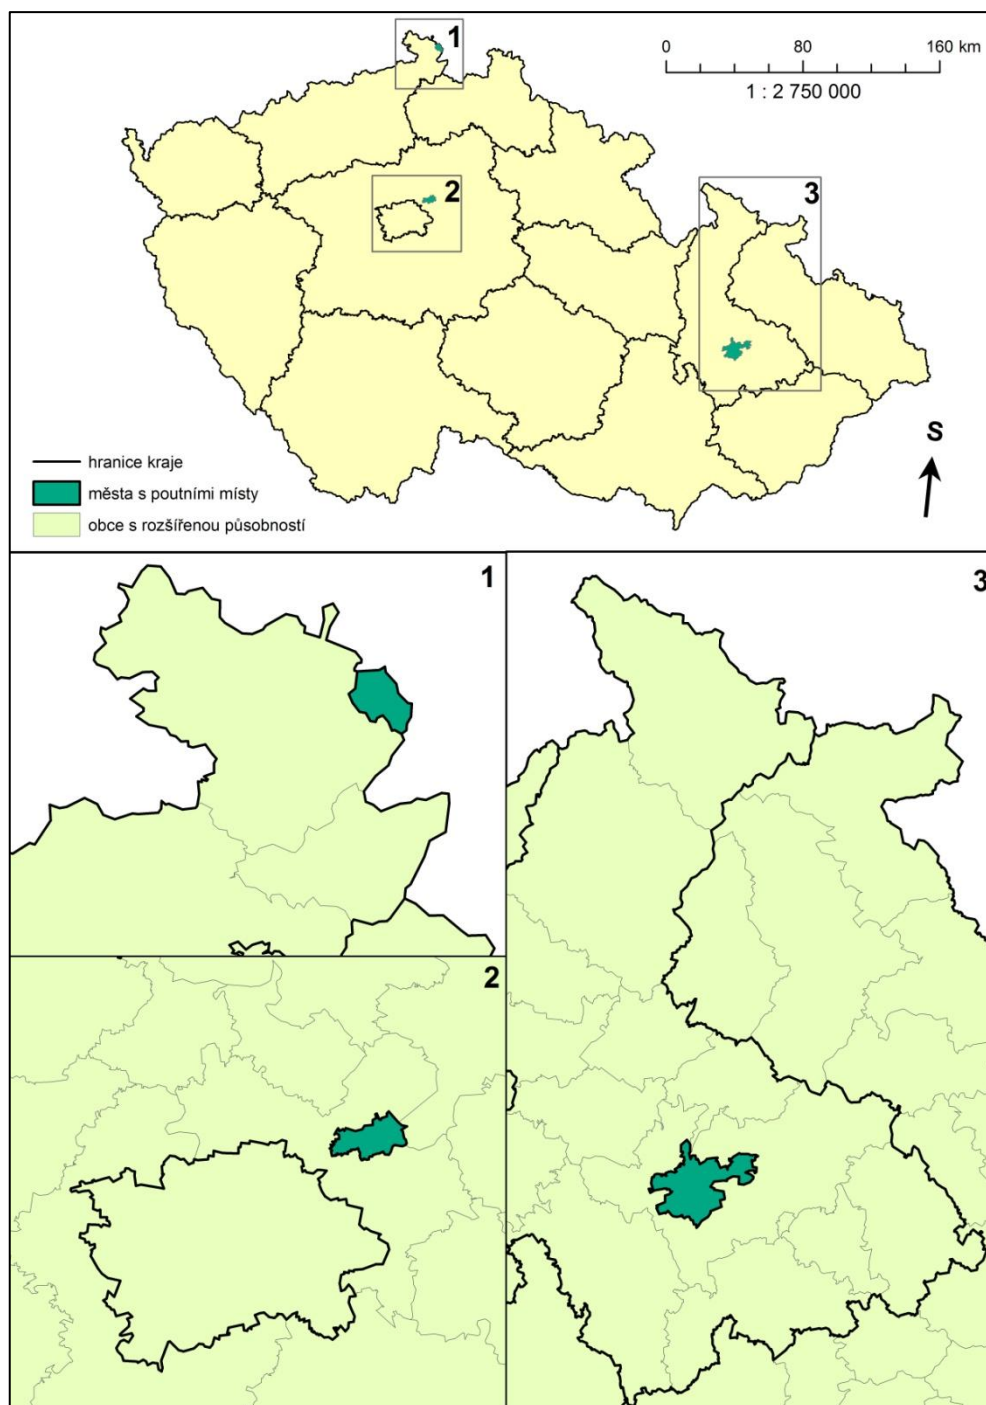 1
0 80 160 km
1 : 2 750 000
2
3
S
hranice kraje
města s poutními místy
obce s rozšířenou působností
1
3
2